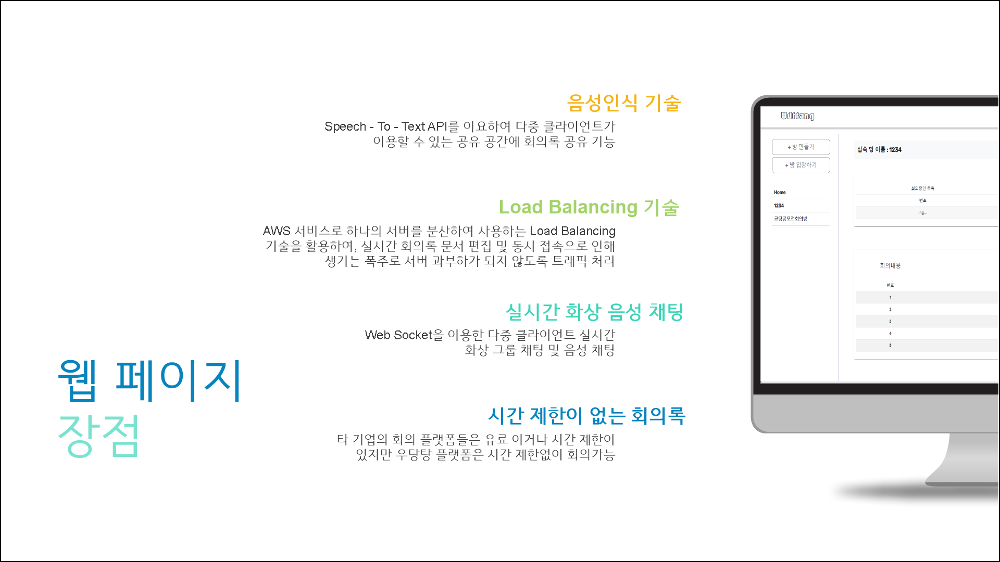 음성인식 기술
Speech - To - Text API를 이요하여 다중 클라이언트가
이용할 수 있는 공유 공간에 회의록 공유 기능
Load Balancing 기술
AWS 서비스로 하나의 서버를 분산하여 사용하는 Load Balancing
기술을 활용하여, 실시간 회의록 문서 편집 및 동시 접속으로 인해
생기는 폭주로 서버 과부하가 되지 않도록 트래픽 처리
실시간 화상 음성 채팅
Web Socket을 이용한 다중 클라이언트 실시간
화상 그룹 채팅 및 음성 채팅
시간 제한이 없는 회의록
타 기업의 회의 플랫폼들은 유료 이거나 시간 제한이
있지만 우당탕 플랫폼은 시간 제한없이 회의가능
웹 페이지
장점
Udttang
+ 방 만들기
+ 방 입장하기
Home
1234
코딩공모전회의방
접속 방 이름 : 1234
회의중인 목록
번호
ing...
회의내용
번호
1
2
3
4
5